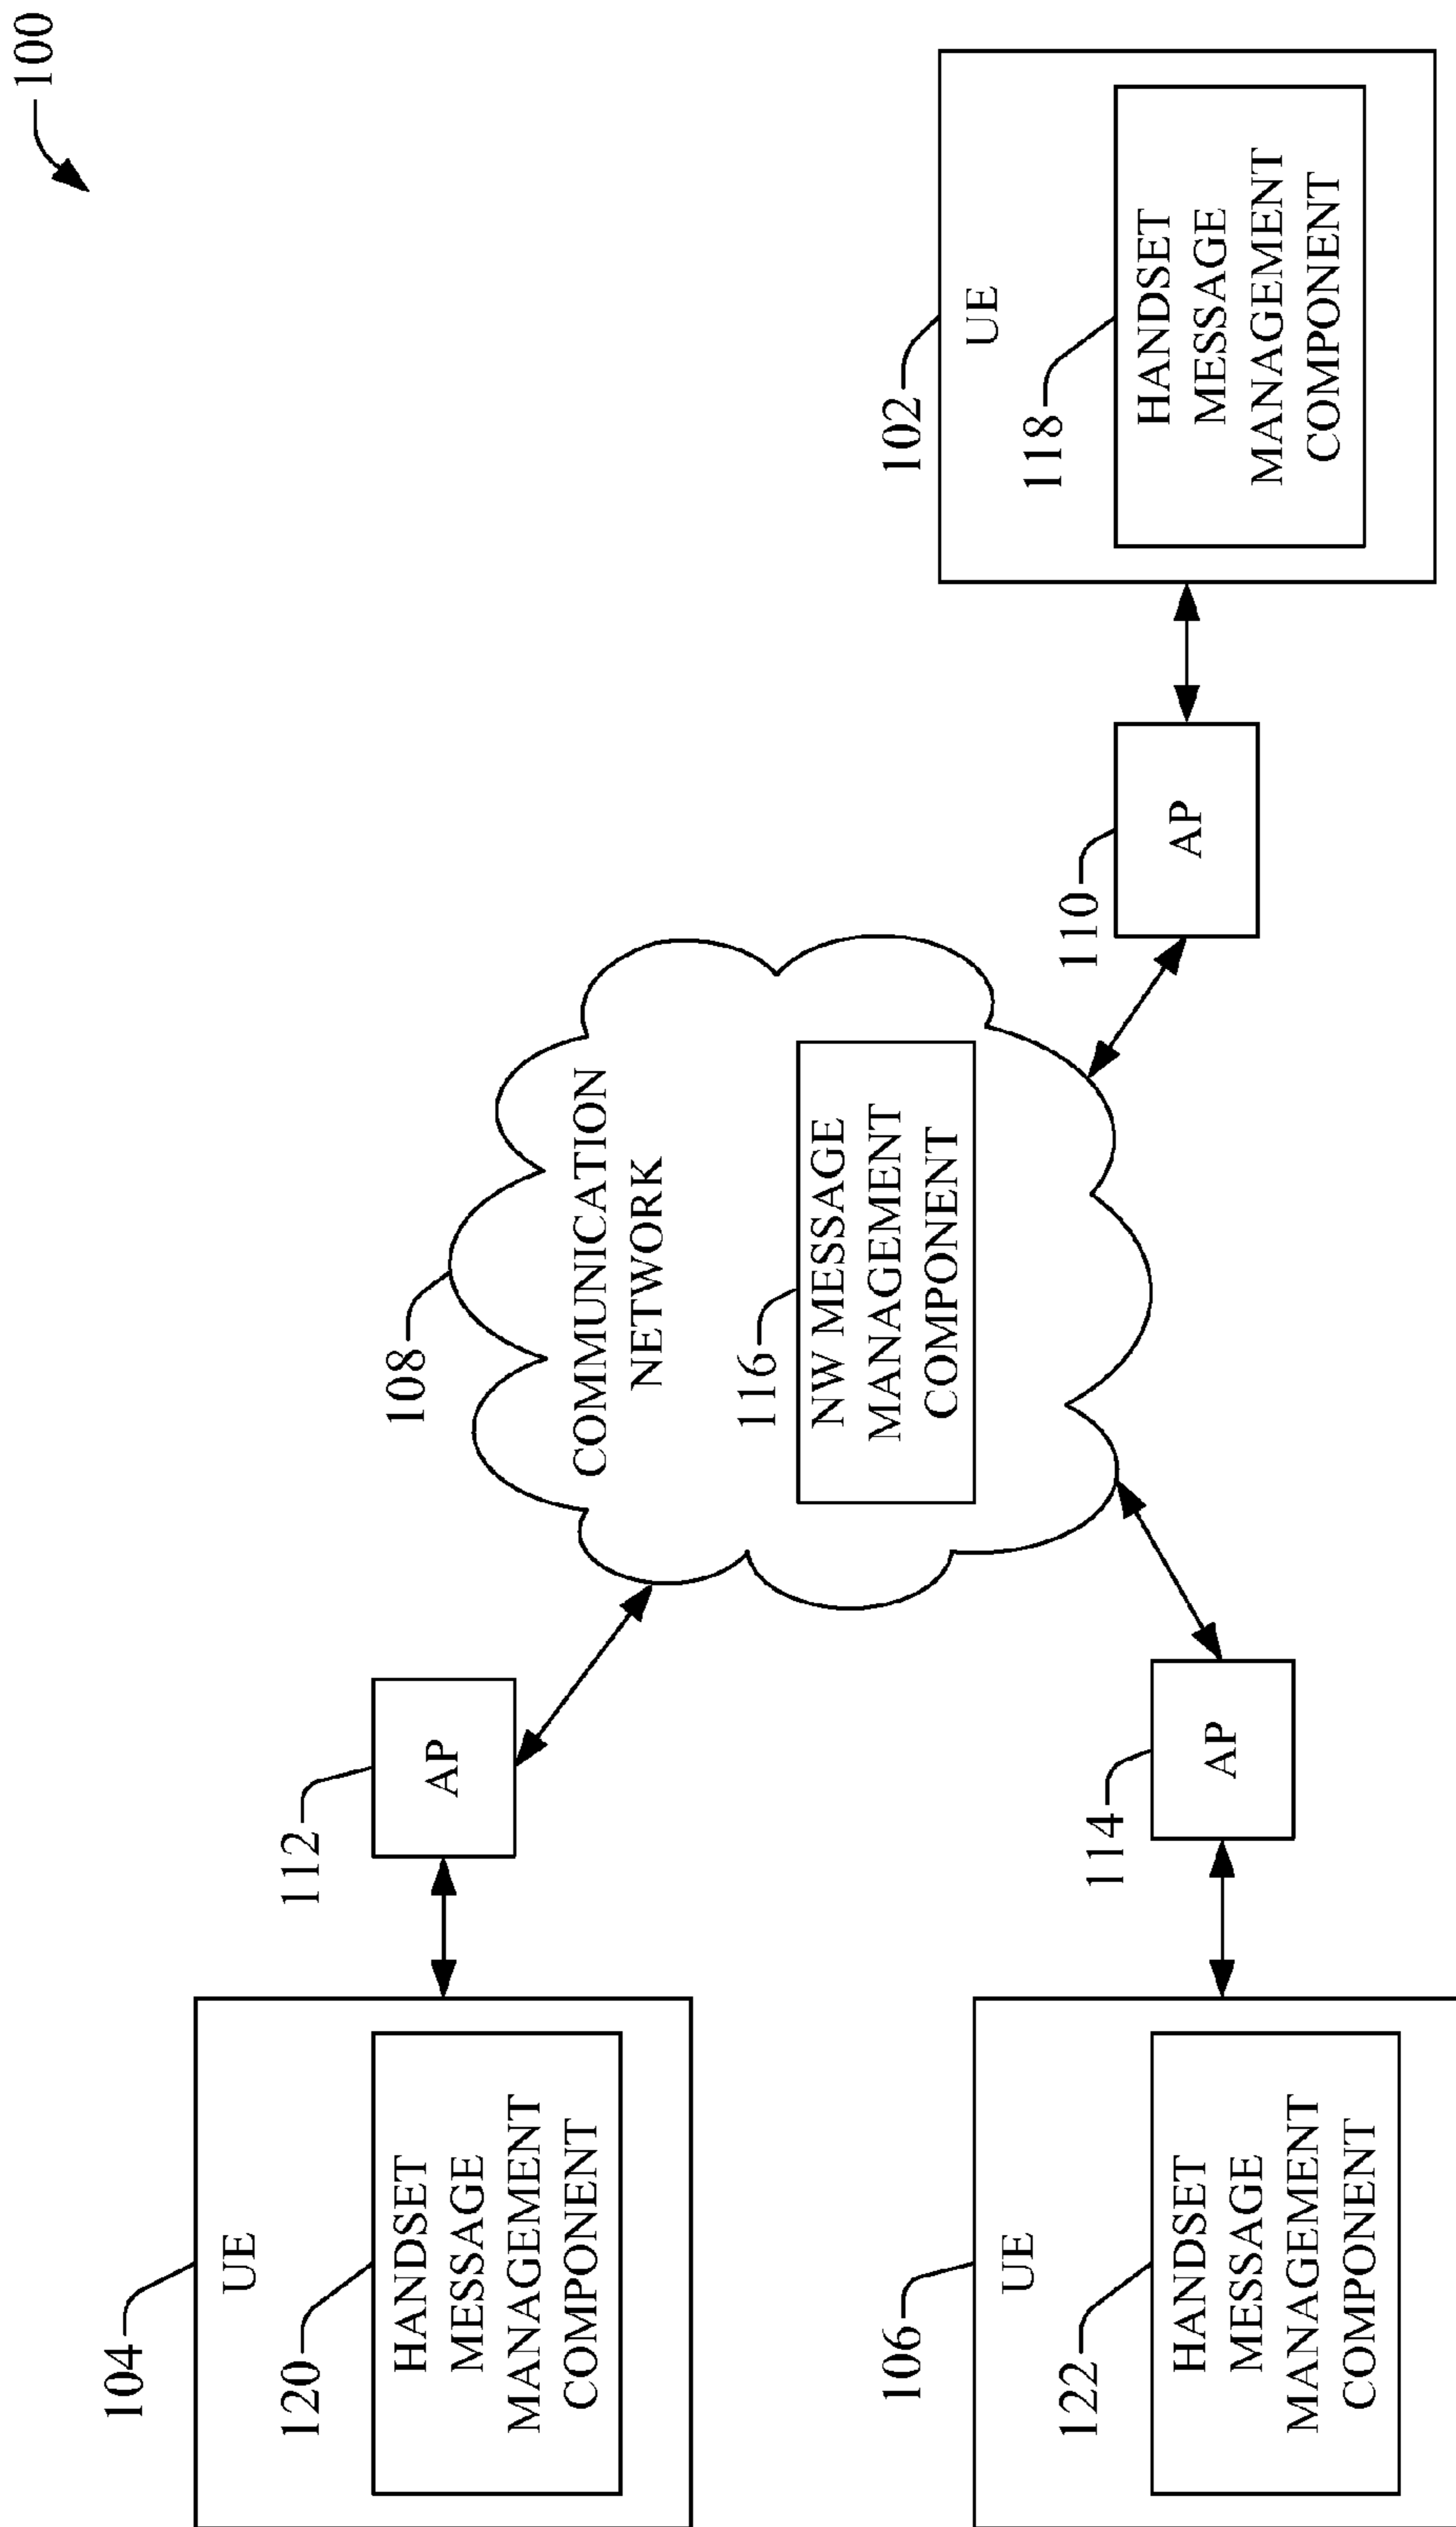 100
104
UE
120
HANDSET
MESSAGE
MANAGEMENT
COMPONENT
112
AP
108
COMMUNICATION
NETWORK
116
NW MESSAGE
MANAGEMENT
COMPONENT
106
UE
122
HANDSET
MESSAGE
MANAGEMENT
COMPONENT
114
AP
110
AP
102
UE
118
HANDSET
MESSAGE
MANAGEMENT
COMPONENT